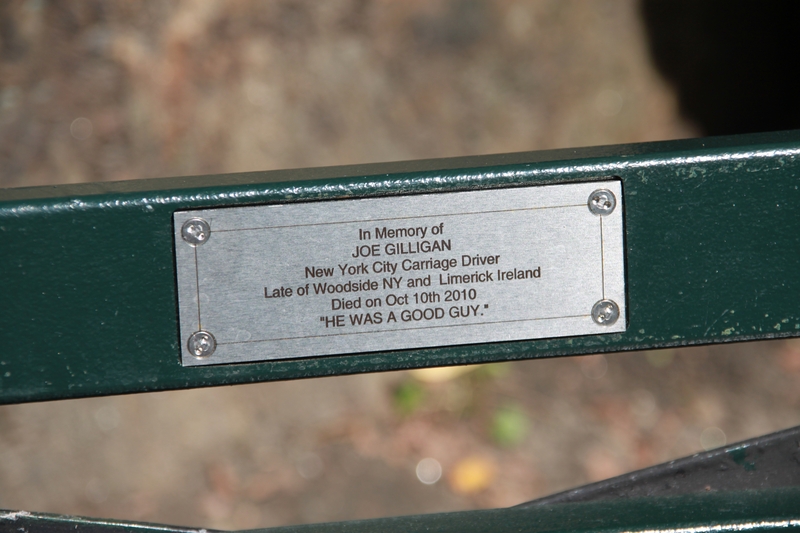 In Memory of
JOE GILLIGAN
New York City Carriage Driver
Late of Woodside NY and Limerick Ireland
Died on Oct 10th 2010
"HE WAS A GOOD GUY."